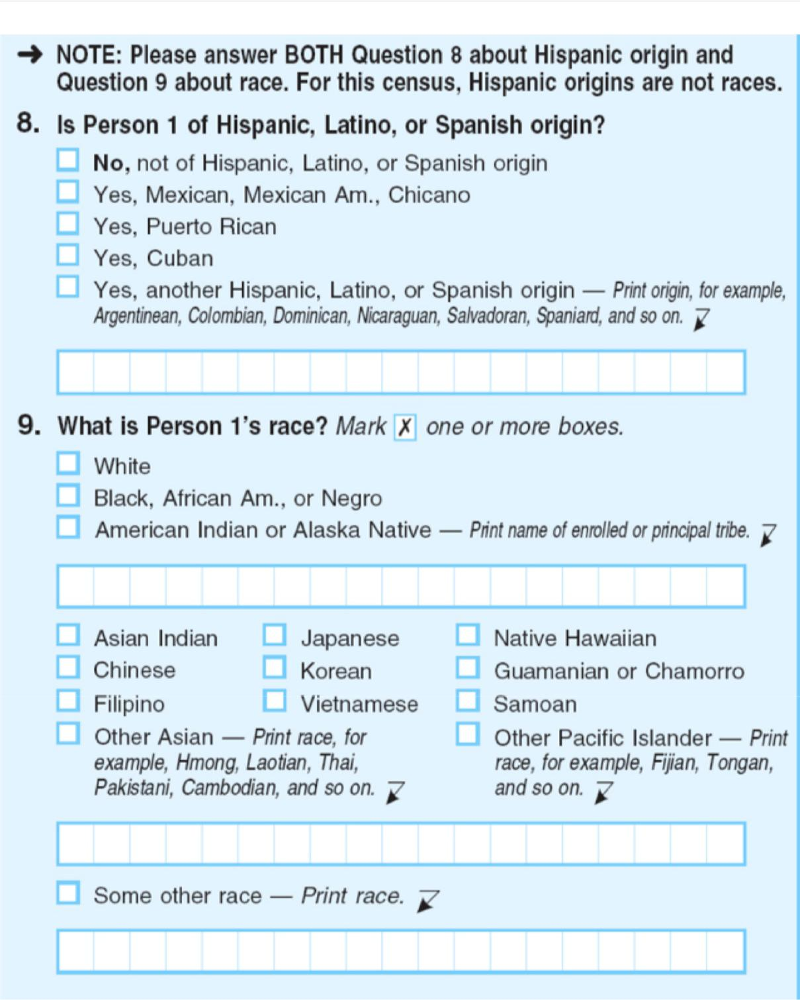 ➔ NOTE: Please answer BOTH Question 8 about Hispanic origin and
Question 9 about race. For this census, Hispanic origins are not races.
8. Is Person 1 of Hispanic, Latino, or Spanish origin?
No, not of Hispanic, Latino, or Spanish origin
Yes, Mexican, Mexican Am., Chicano
Yes, Puerto Rican
Yes, Cuban
Yes, another Hispanic, Latino, or Spanish origin — Print origin, for example,
Argentinean, Colombian, Dominican, Nicaraguan, Salvadoran, Spaniard, and so on.
9. What is Person 1's race? Mark X one or more boxes.
White
Black, African Am., or Negro
American Indian or Alaska Native — Print name of enrolled or principal tribe.
Asian Indian Japanese Native Hawaiian
Chinese Korean Guamanian or Chamorro
Filipino Vietnamese Samoan
Other Asian — Print race, for Other Pacific Islander — Print
example, Hmong, Laotian, Thai, race, for example, Fijian, Tongan,
Pakistani, Cambodian, and so on. and so on.
Some other race — Print race.